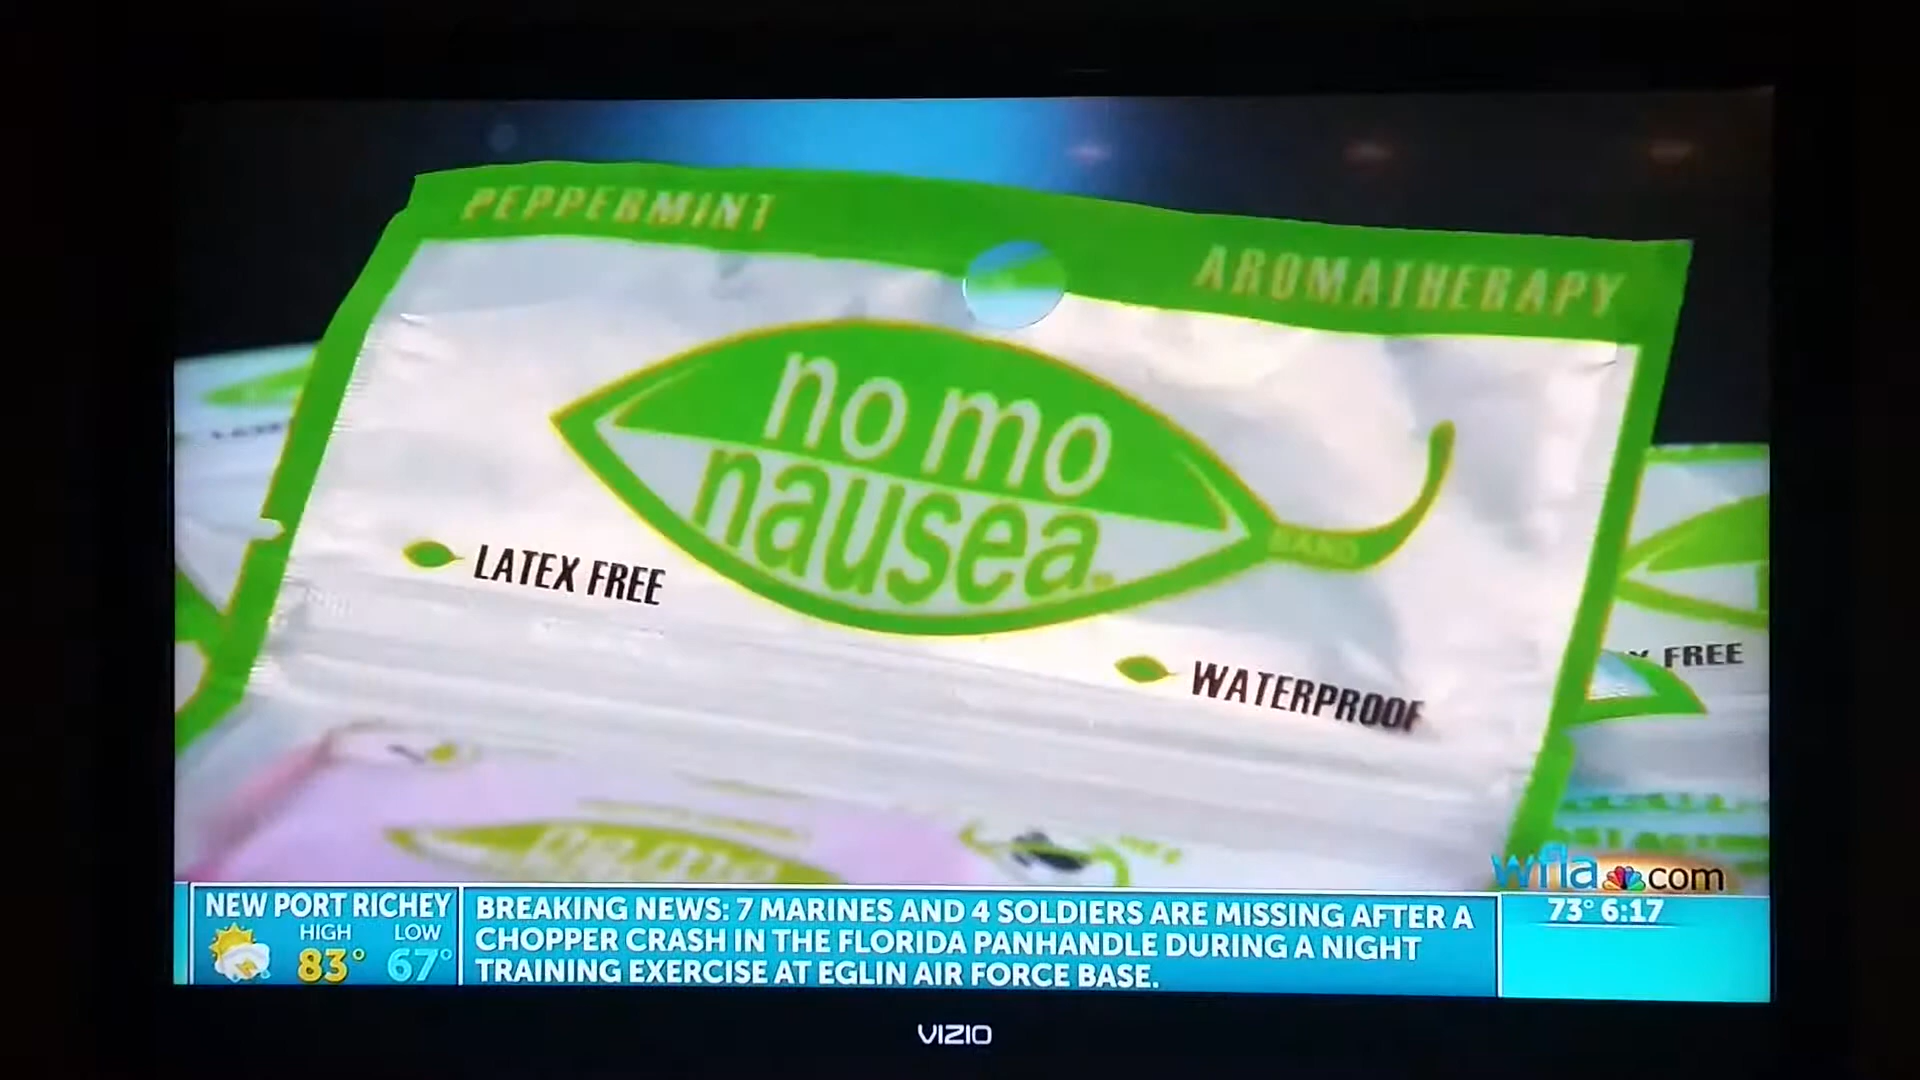 PEPPERMINT
AROMATHERAPY
no mo
nausea
BAND
LATEX FREE
WATERPROOF
FREE
wfla.com
73° 6:17
NEW PORT RICHEY
HIGH LOW
83° 67°
BREAKING NEWS: 7 MARINES AND 4 SOLDIERS ARE MISSING AFTER A
CHOPPER CRASH IN THE FLORIDA PANHANDLE DURING A NIGHT
TRAINING EXERCISE AT EGLIN AIR FORCE BASE.
VIZIO